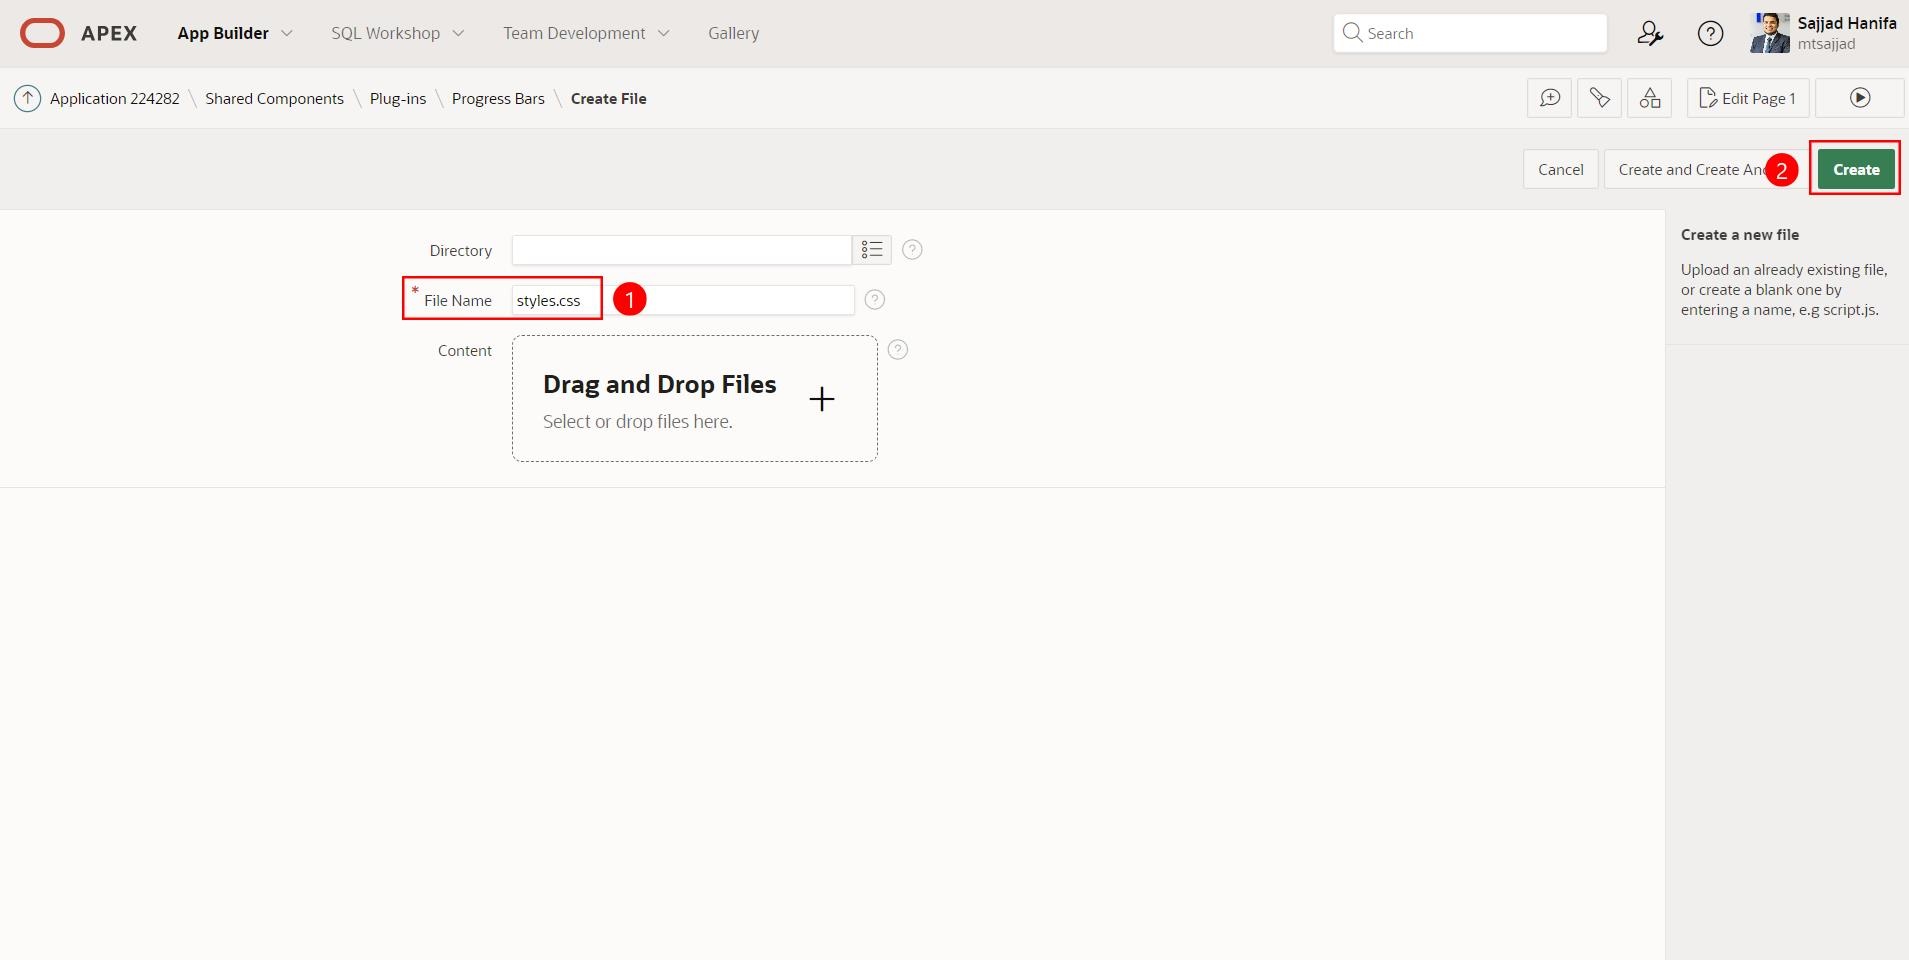 APEX App Builder SQL Workshop Team Development Gallery Search Sajjad Hanifa
mtsajjad
Application 224282 \ Shared Components \ Plug-ins \ Progress Bars \ Create File Edit Page 1
Cancel Create and Create 2 Create
Directory
* File Name styles.css 1
Content
Drag and Drop Files
Select or drop files here.
Create a new file
Upload an already existing file,
or create a blank one by
entering a name, e.g script.js.